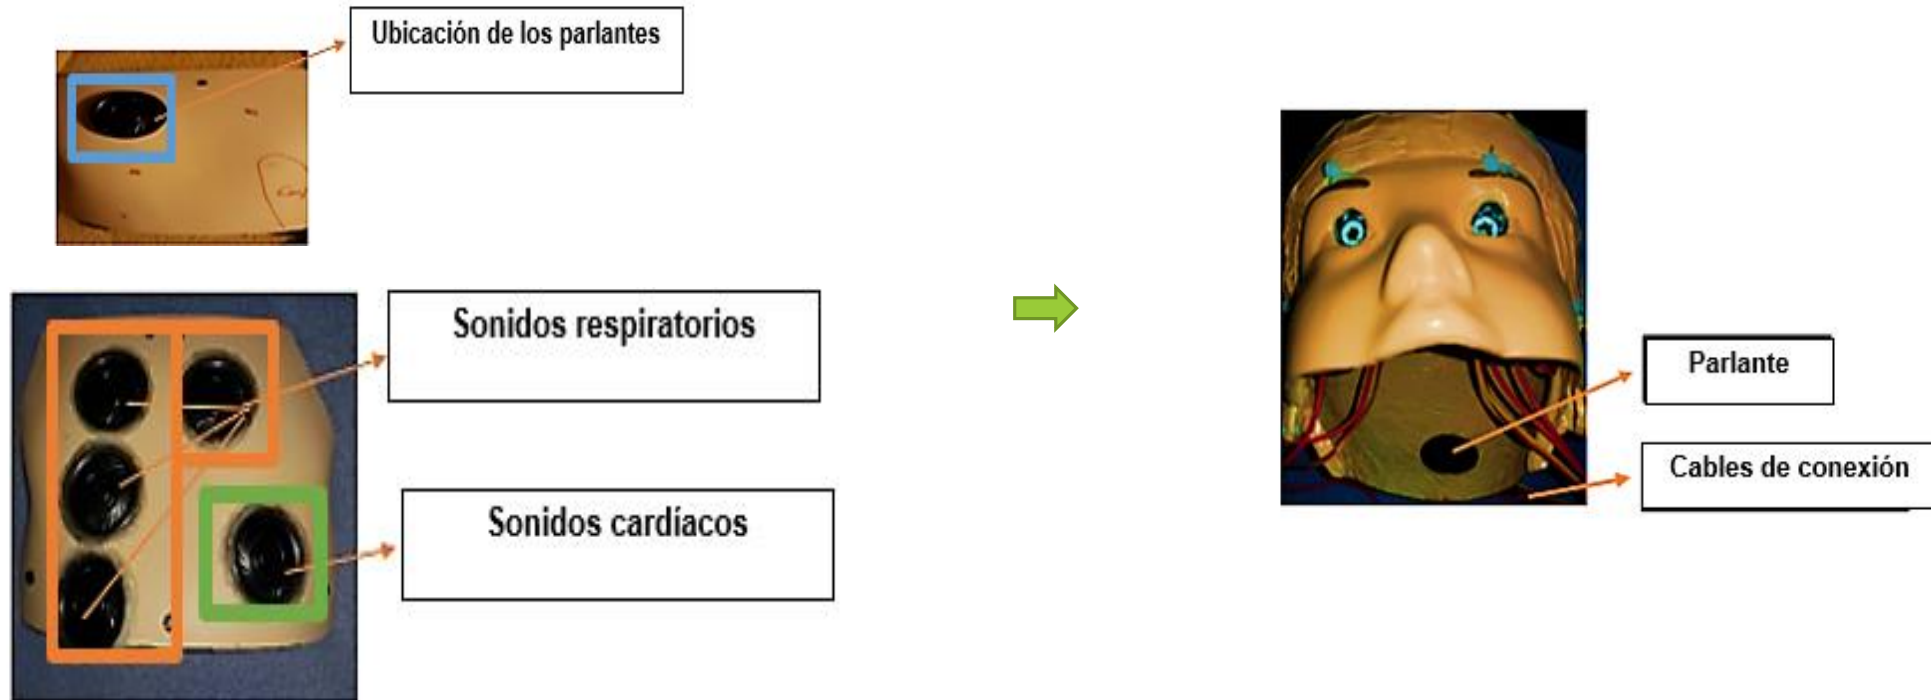 Ubicación de los parlantes
Sonidos respiratorios
Sonidos cardíacos
Parlante
Cables de conexión